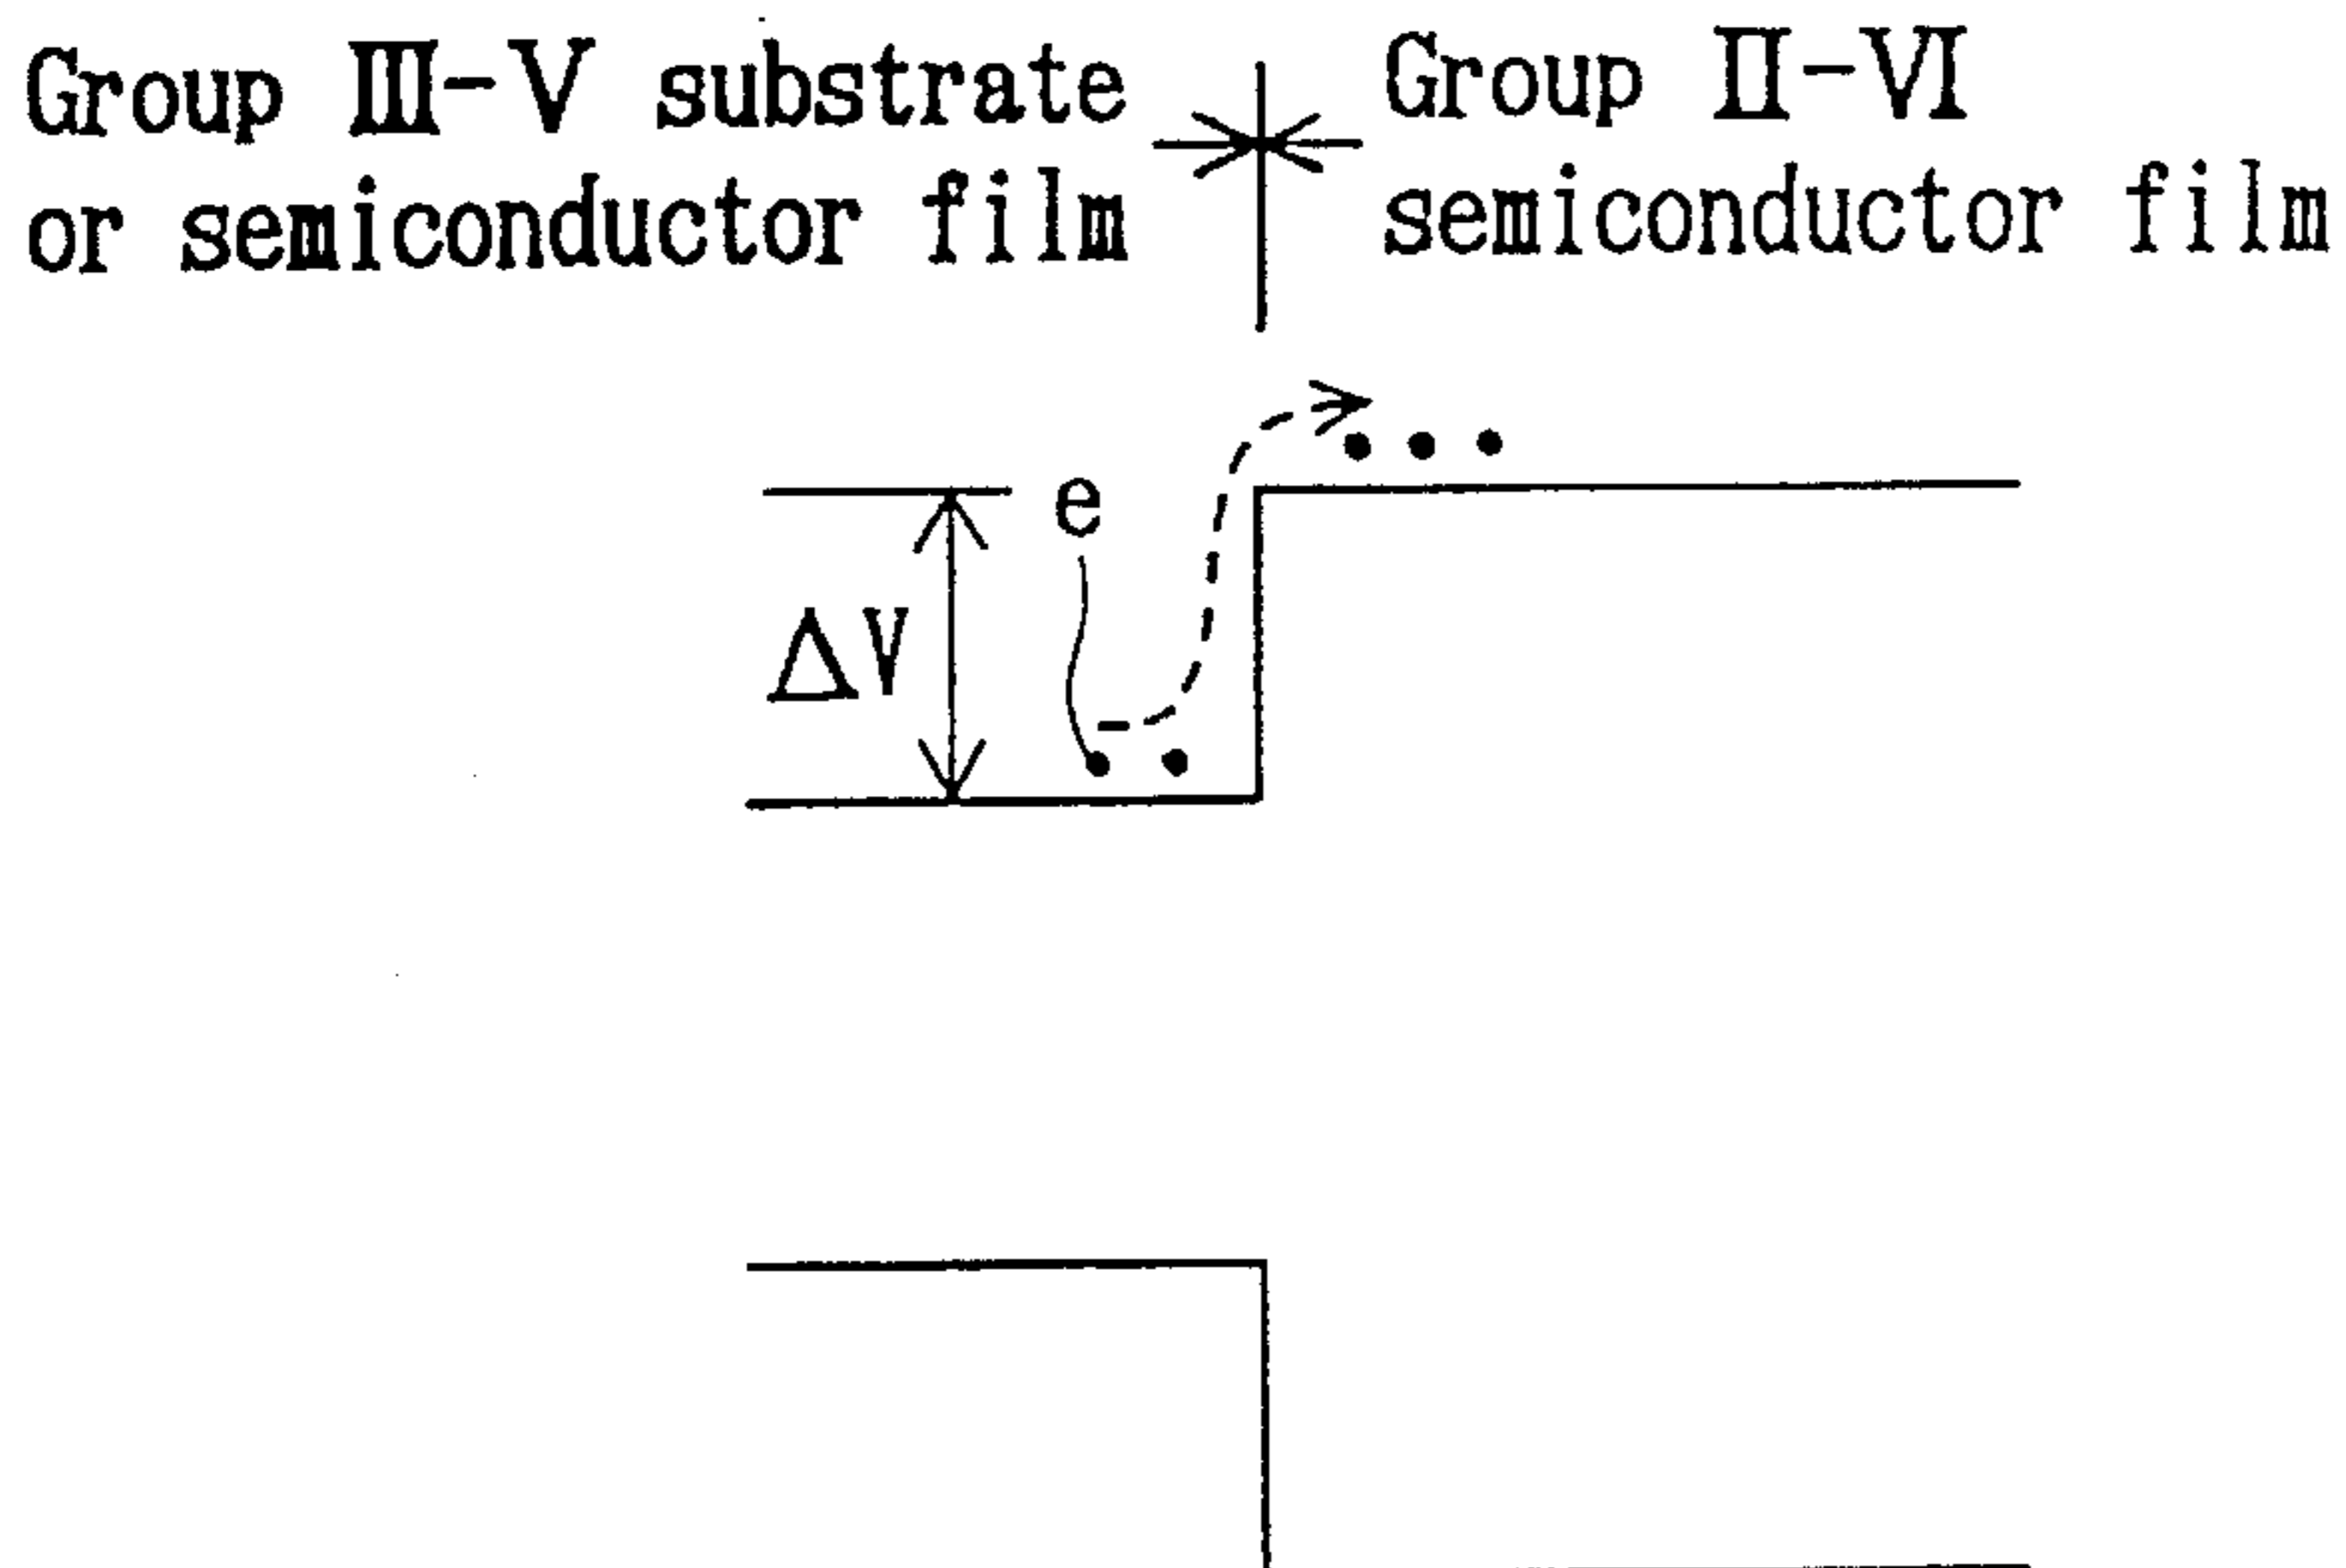 Group III-V substrate
or semiconductor film
Group II-VI
semiconductor film
e
ΔV